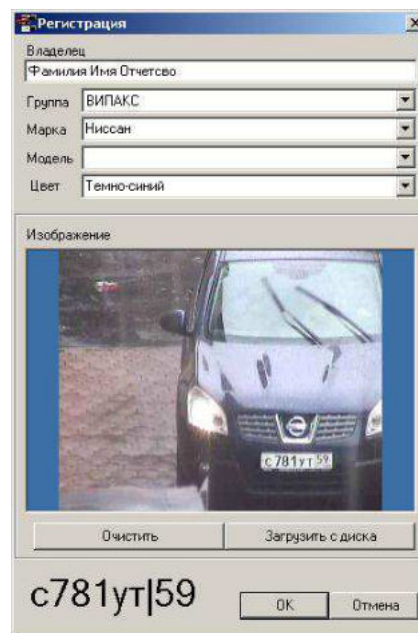 Регистрация
Владелец
Фамилия Имя Отчетсво
Группа ВИПАКС
Марка Ниссан
Модель
Цвет Темно-синий
Изображение
с781ут 59
Очистить Загрузить с диска
с781ут|59
OK Отмена